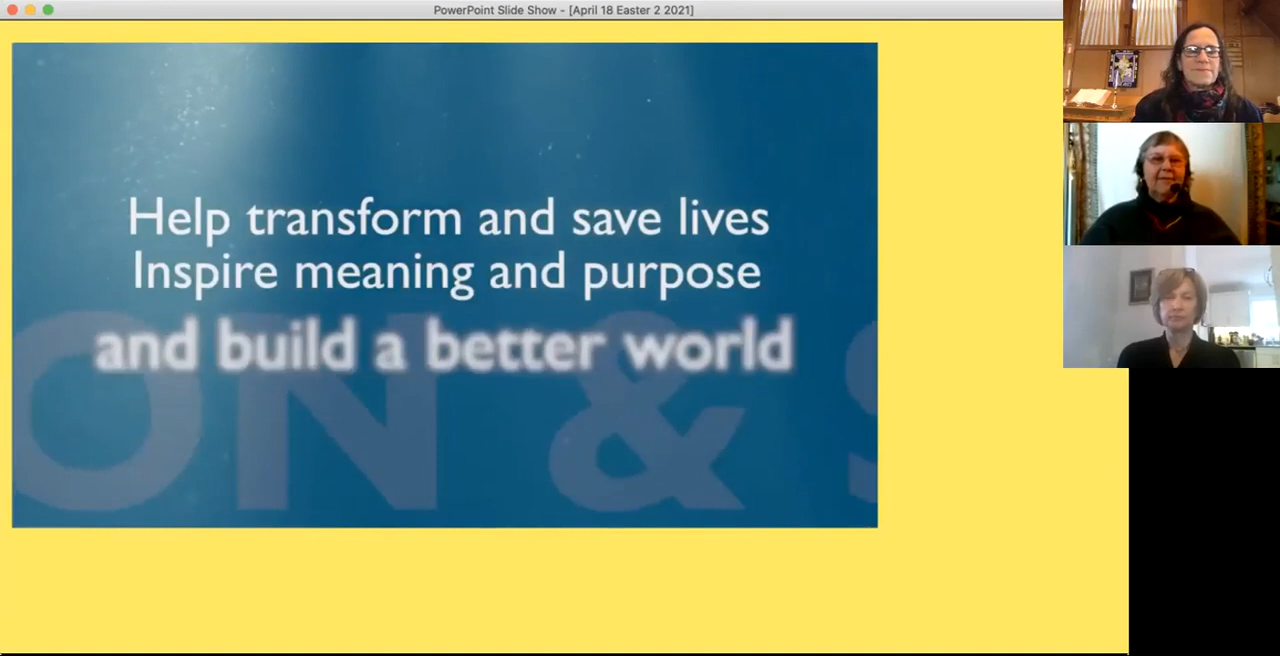 PowerPoint Slide Show - [April 18 Easter 2 2021]
Help transform and save lives
Inspire meaning and purpose
and build a better world
ON &